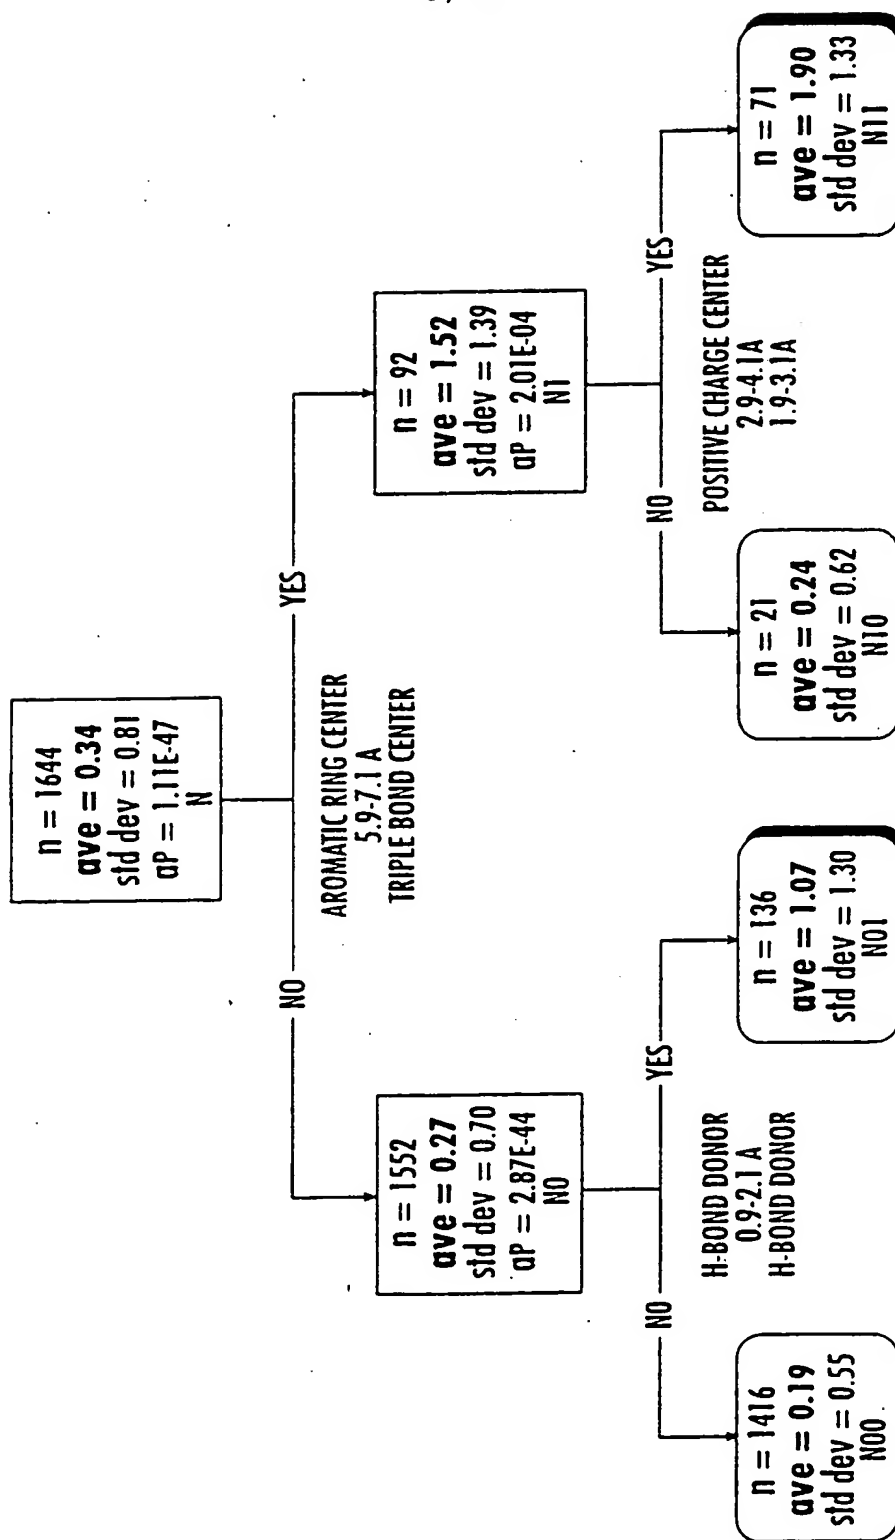 n = 1644
ave = 0.34
std dev = 0.81
aP = 1.11E-47
N
NO
AROMATIC RING CENTER
5.9-7.1 A
TRIPLE BOND CENTER
YES
n = 1552
ave = 0.27
std dev = 0.70
aP = 2.87E-44
N0
n = 92
ave = 1.52
std dev = 1.39
aP = 2.01E-04
N1
NO
H-BOND DONOR
0.9-2.1 A
H-BOND DONOR
YES
NO
POSITIVE CHARGE CENTER
2.9-4.1A
1.9-3.1A
YES
n = 1416
ave = 0.19
std dev = 0.55
N00
n = 136
ave = 1.07
std dev = 1.30
N01
n = 21
ave = 0.24
std dev = 0.62
N10
n = 71
ave = 1.90
std dev = 1.33
N11